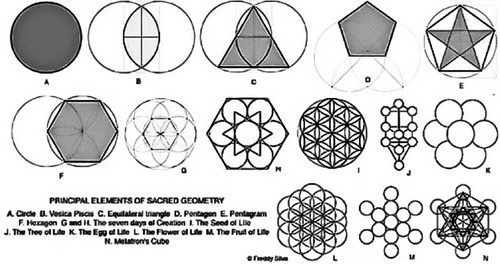 A
B
C
D
E
F
G
H
I
J
K
PRINCIPAL ELEMENTS OF SACRED GEOMETRY
A. Circle B. Vesica Piscis C. Equilateral triangle D. Pentagon E. Pentagram
F. Hexagon G and H. The seven days of Creation I. The Seed of Life
J. The Tree of Life K. The Egg of Life L. The Flower of Life M. The Fruit of Life
N. Metatron's Cube
© Freddy Silva
L
M
N